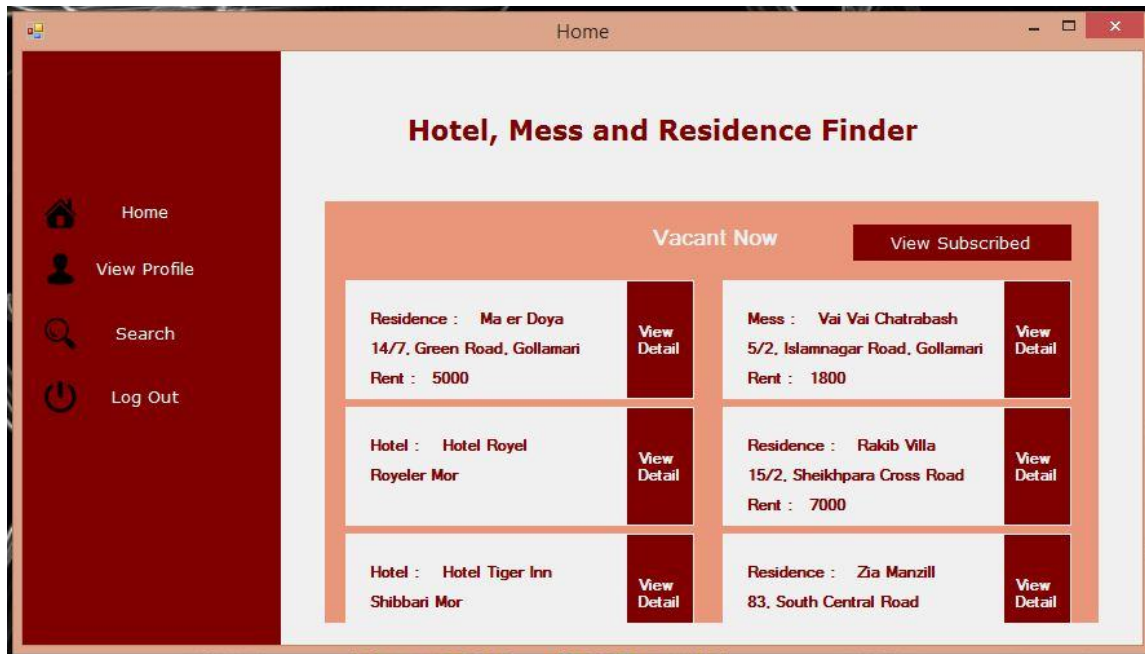 Home
Hotel, Mess and Residence Finder
Home
View Profile
Search
Log Out
Vacant Now
View Subscribed
Residence : Ma er Doya
14/7, Green Road, Gollamari
Rent : 5000
View
Detail
Mess : Vai Vai Chatrabash
5/2, Islamnagar Road, Gollamari
Rent : 1800
View
Detail
Hotel : Hotel Royel
Royeler Mor
View
Detail
Residence : Rakib Villa
15/2, Sheikhpara Cross Road
Rent : 7000
View
Detail
Hotel : Hotel Tiger Inn
Shibbari Mor
View
Detail
Residence : Zia Manzill
83, South Central Road
View
Detail